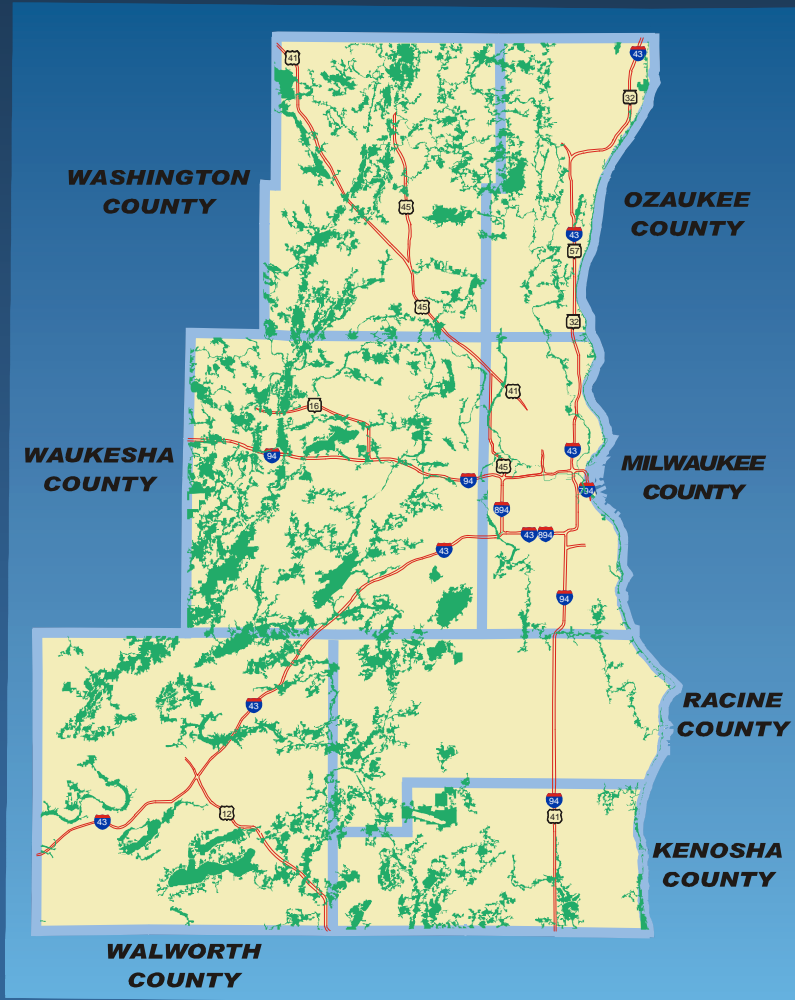 41
43
32
WASHINGTON
COUNTY
OZAUKEE
COUNTY
45
43
57
45
32
41
16
WAUKESHA
COUNTY
94
43
45
MILWAUKEE
COUNTY
94
794
894
43
894
43
94
RACINE
COUNTY
43
94
41
12
43
KENOSHA
COUNTY
WALWORTH
COUNTY